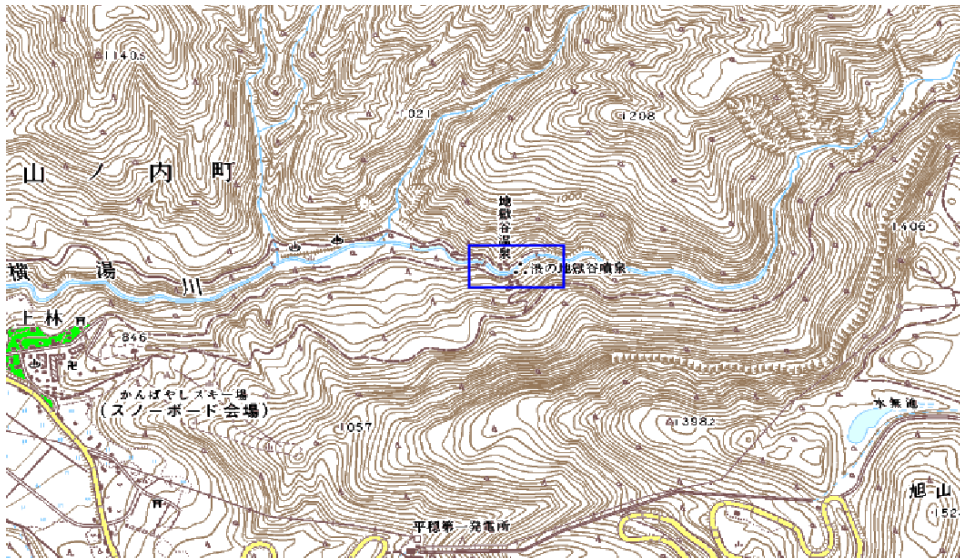 1140.5
1021
1208
山ノ内町
地獄谷温泉
1406
渋の地獄谷噴泉
横湯川
上林
846
かんばやしスキー場
(スノーボード会場)
1057
1398.2
水無池
旭山
152
平穏第一発電所